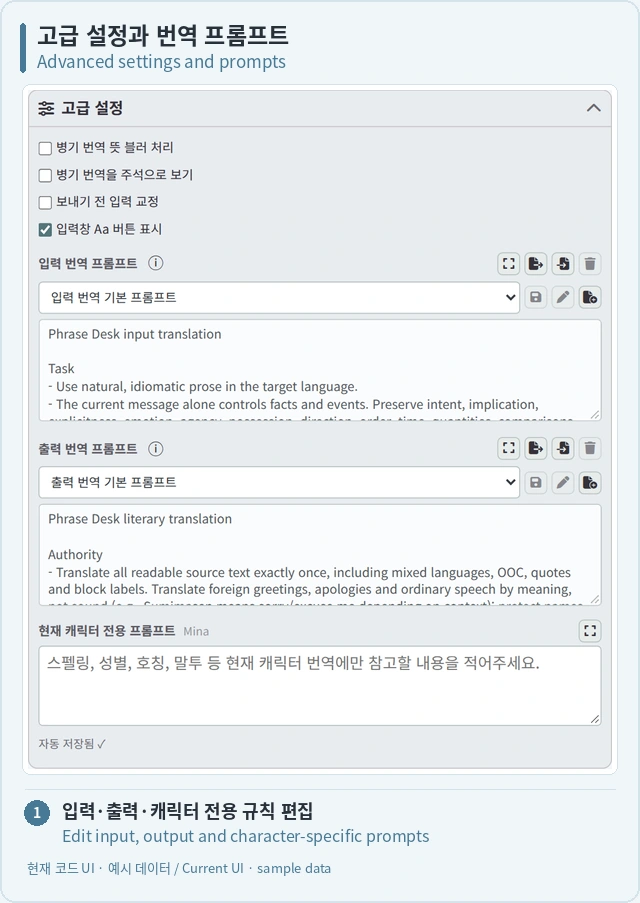 고급 설정과 번역 프롬프트
Advanced settings and prompts
고급 설정
병기 번역 뜻 블러 처리
병기 번역을 주석으로 보기
보내기 전 입력 교정
입력창 Aa 버튼 표시
입력 번역 프롬프트
입력 번역 기본 프롬프트
Phrase Desk input translation
Task
- Use natural, idiomatic prose in the target language.
- The current message alone controls facts and events. Preserve intent, implication,
출력 번역 프롬프트
출력 번역 기본 프롬프트
Phrase Desk literary translation
Authority
- Translate all readable source text exactly once, including mixed languages, OOC, quotes
and block labels. Translate foreign greetings, apologies and ordinary speech by meaning,
현재 캐릭터 전용 프롬프트 Mina
스펠링, 성별, 호칭, 말투 등 현재 캐릭터 번역에만 참고할 내용을 적어주세요.
자동 저장됨 ✓
1 입력·출력·캐릭터 전용 규칙 편집
Edit input, output and character-specific prompts
현재 코드 UI · 예시 데이터 / Current UI · sample data